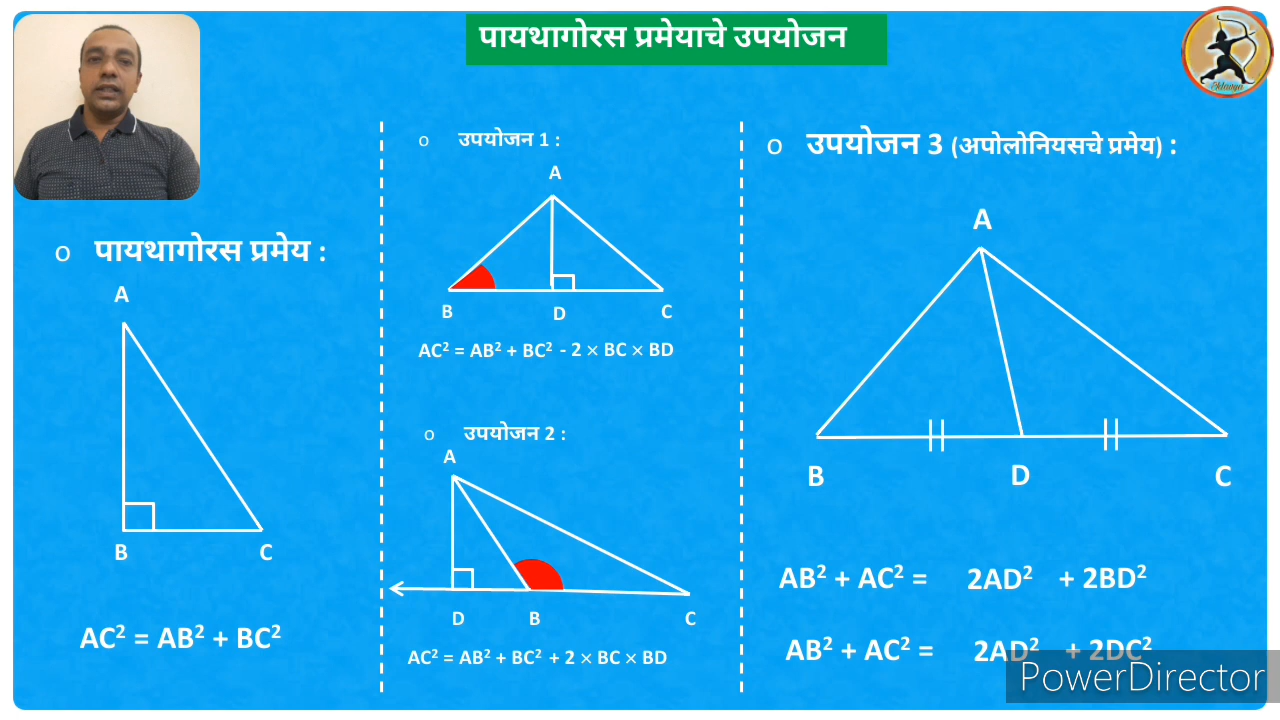 पायथागोरस प्रमेयाचे उपयोजन
Eklavya
o पायथागोरस प्रमेय :
A
B
C
AC² = AB² + BC²
o उपयोजन 1 :
A
B
D
C
AC² = AB² + BC² - 2 × BC × BD
o उपयोजन 2 :
A
D
B
C
AC² = AB² + BC² + 2 × BC × BD
o उपयोजन 3 (अपोलोनियसचे प्रमेय) :
A
B
D
C
AB² + AC² = 2AD² + 2BD²
AB² + AC² = 2AD² + 2DC²
PowerDirector